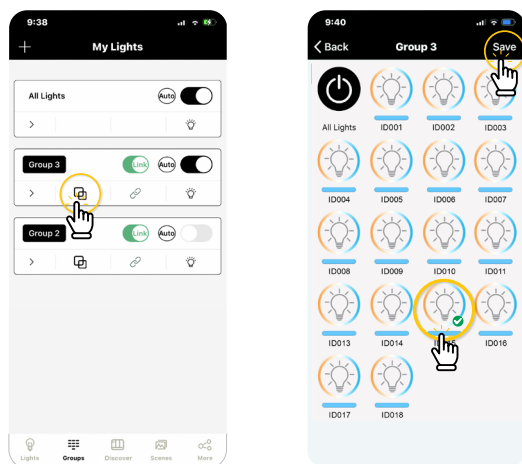 9:38
My Lights
All Lights
Auto
Group 3
Link
Auto
Group 2
Link
Auto
Lights
Groups
Discover
Scenes
More
9:40
Back
Group 3
Save
All Lights
ID001
ID002
ID003
ID004
ID005
ID006
ID007
ID008
ID009
ID010
ID011
ID013
ID014
ID016
ID017
ID018